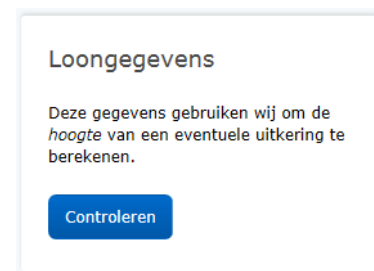 Loongegevens
Deze gegevens gebruiken wij om de
hoogte van een eventuele uitkering te
berekenen.
Controleren